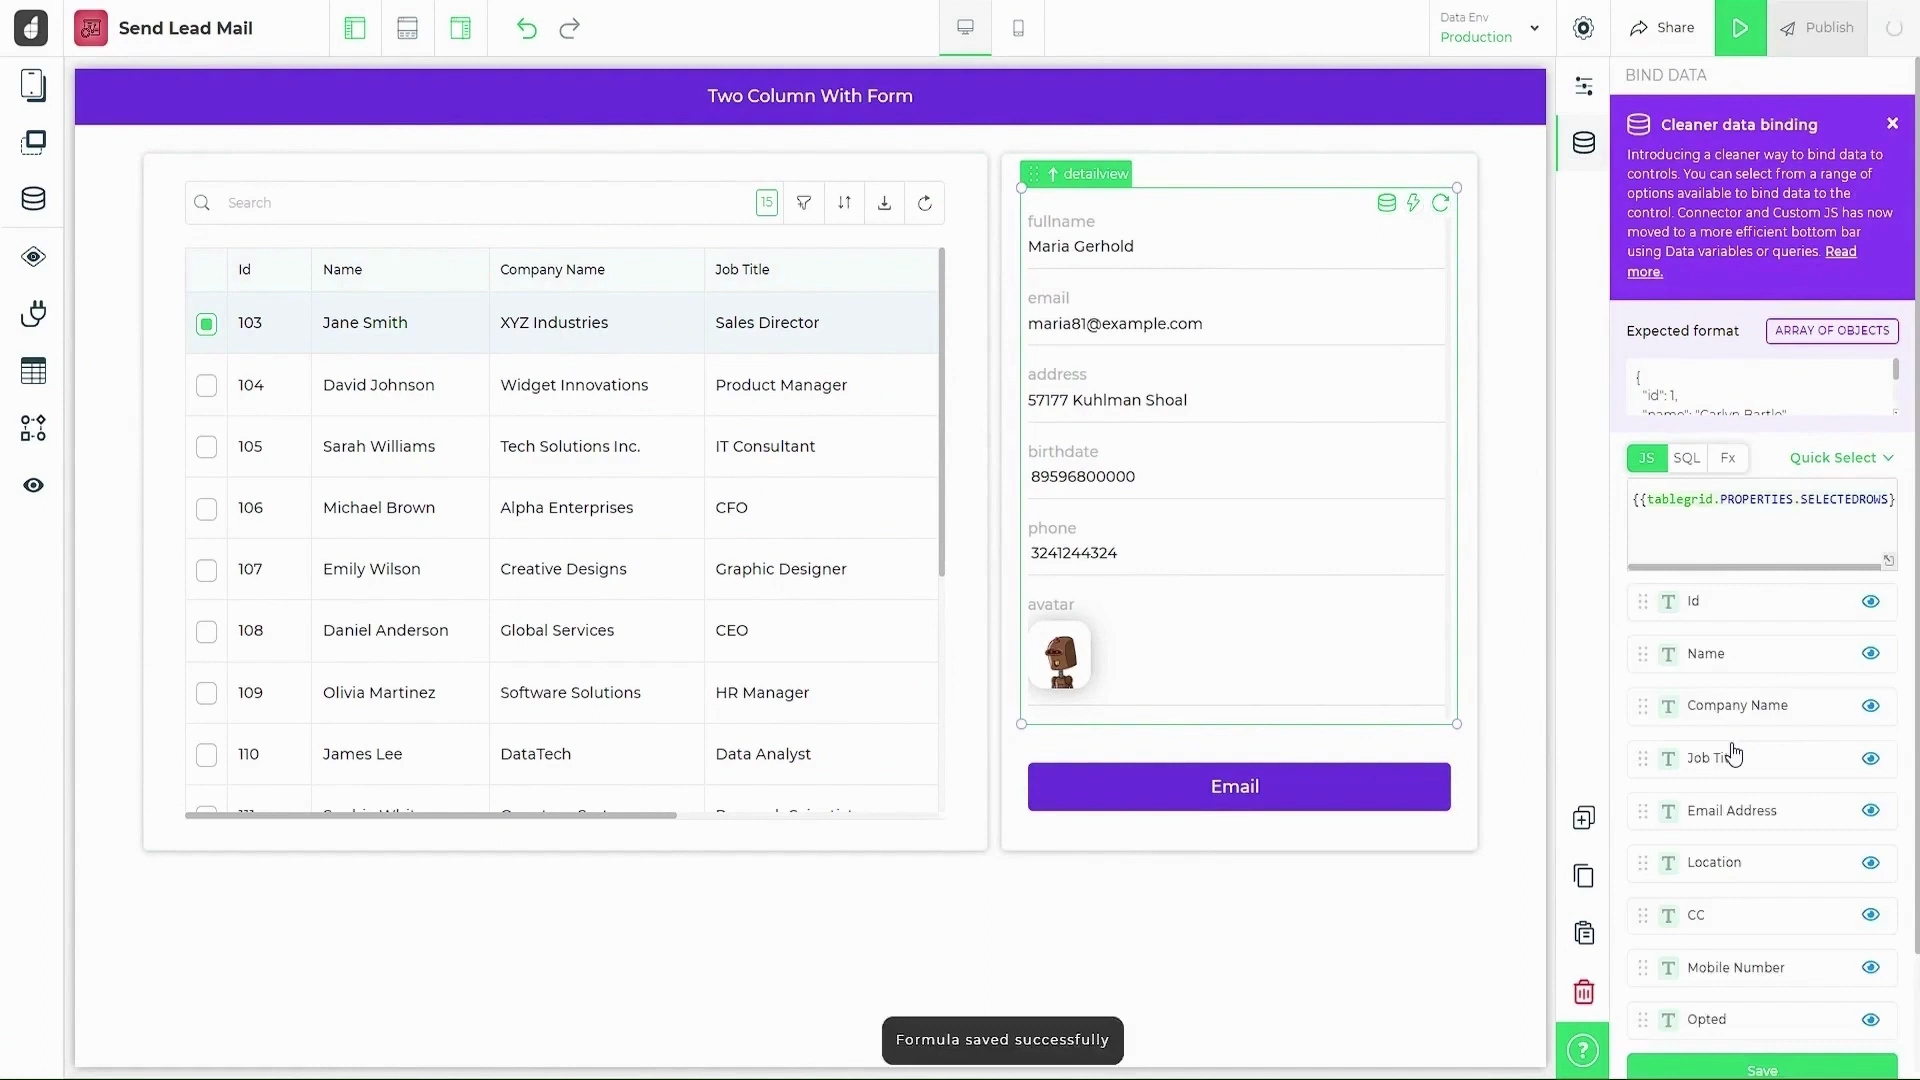 Send Lead Mail
Data Env
Production
Share
Publish
Two Column With Form
BIND DATA
Cleaner data binding
Introducing a cleaner way to bind data to
controls. You can select from a range of
options available to bind data to the
control. Connector and Custom JS has now
moved to a more efficient bottom bar
using Data variables or queries. Read
more.
Expected format
ARRAY OF OBJECTS
{
"id": 1,
"name": "Carlyn Bartle"
JS SQL Fx
Quick Select
{{tablegrid.PROPERTIES.SELECTEDROWS}
Id
Name
Company Name
Job Tit
Email Address
Location
CC
Mobile Number
Opted
Save
Search
15
Id Name Company Name Job Title
103 Jane Smith XYZ Industries Sales Director
104 David Johnson Widget Innovations Product Manager
105 Sarah Williams Tech Solutions Inc. IT Consultant
106 Michael Brown Alpha Enterprises CFO
107 Emily Wilson Creative Designs Graphic Designer
108 Daniel Anderson Global Services CEO
109 Olivia Martinez Software Solutions HR Manager
110 James Lee DataTech Data Analyst
detailview
fullname
Maria Gerhold
email
maria81@example.com
address
57177 Kuhlman Shoal
birthdate
89596800000
phone
3241244324
avatar
Email
Formula saved successfully
?